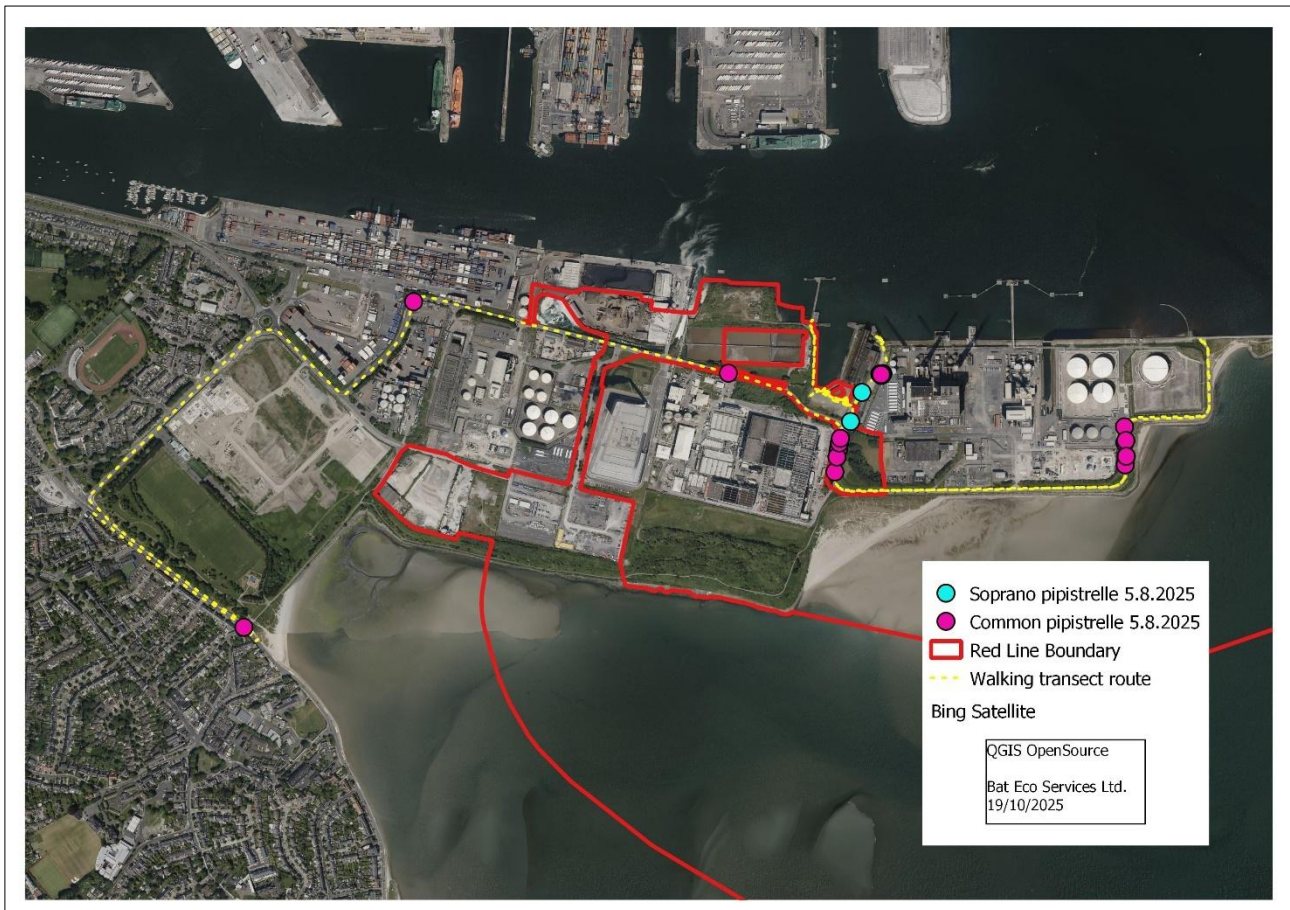 Soprano pipistrelle 5.8.2025
Common pipistrelle 5.8.2025
Red Line Boundary
Walking transect route
Bing Satellite
QGIS OpenSource
Bat Eco Services Ltd.
19/10/2025